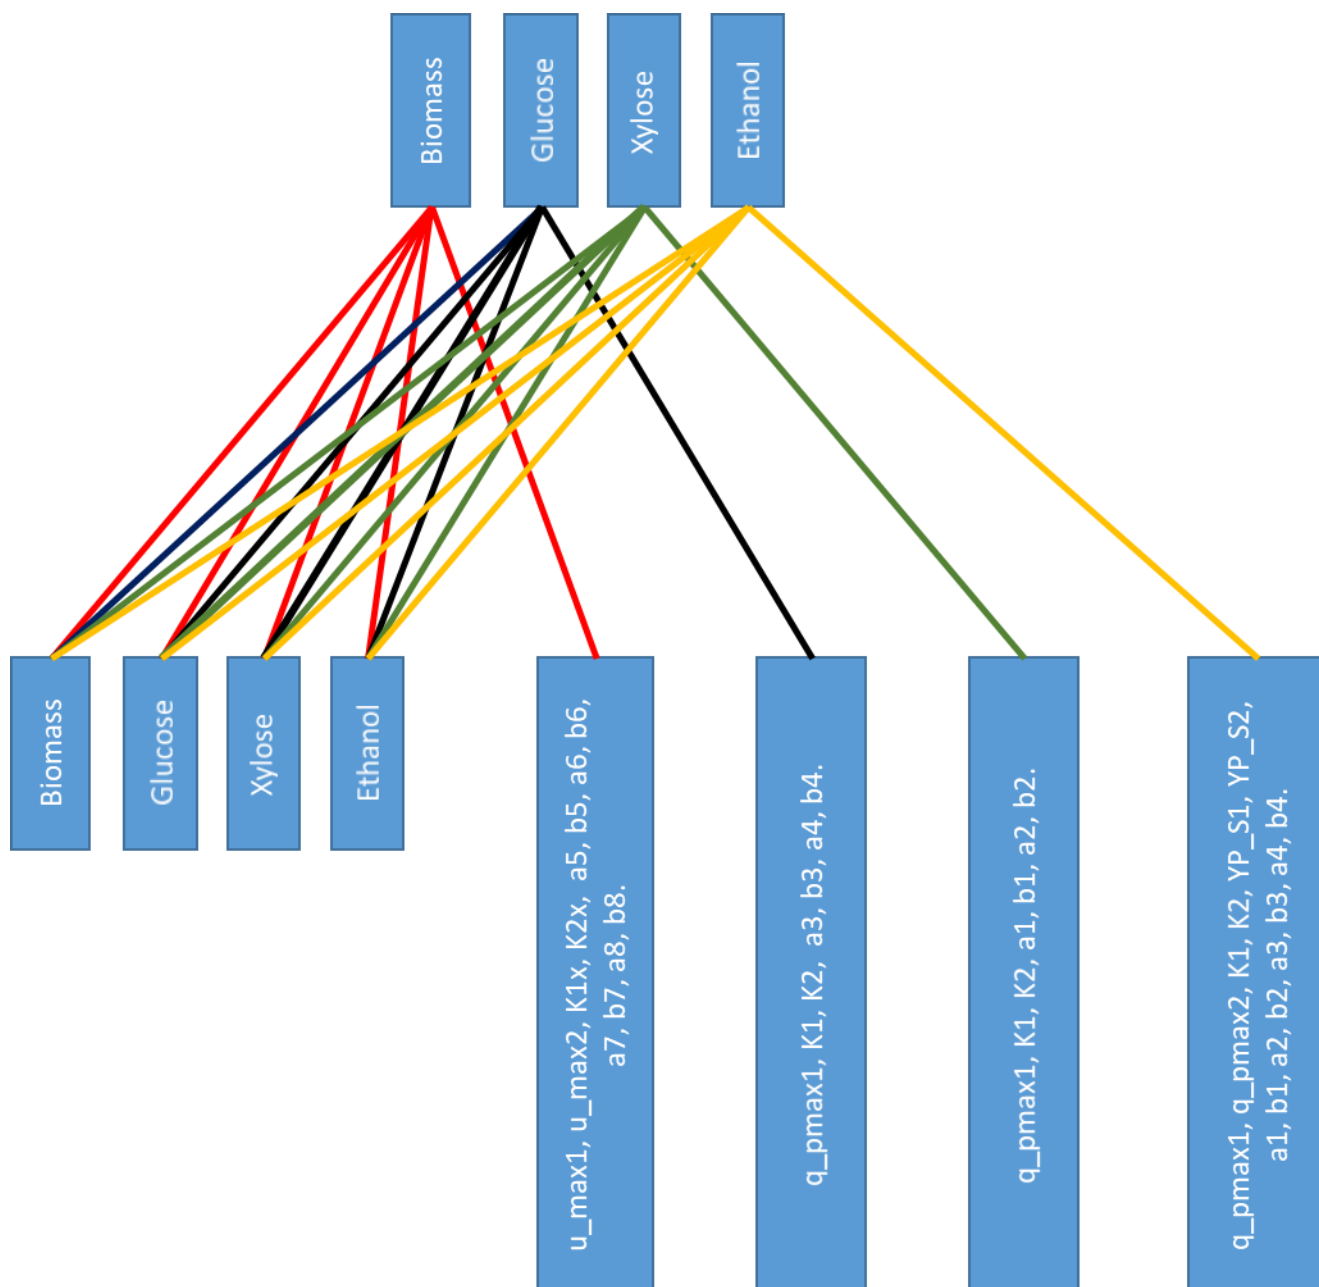 Biomass
Glucose
Xylose
Ethanol
Biomass
Glucose
Xylose
Ethanol
u_max1, u_max2, K1x, K2x, a5, b5, a6, b6,
a7, b7, a8, b8.
q_pmax1, K1, K2, a3, b3, a4, b4.
q_pmax1, K1, K2, a1, b1, a2, b2.
q_pmax1, q_pmax2, K1, K2, YP_S1, YP_S2,
a1, b1, a2, b2, a3, b3, a4, b4.